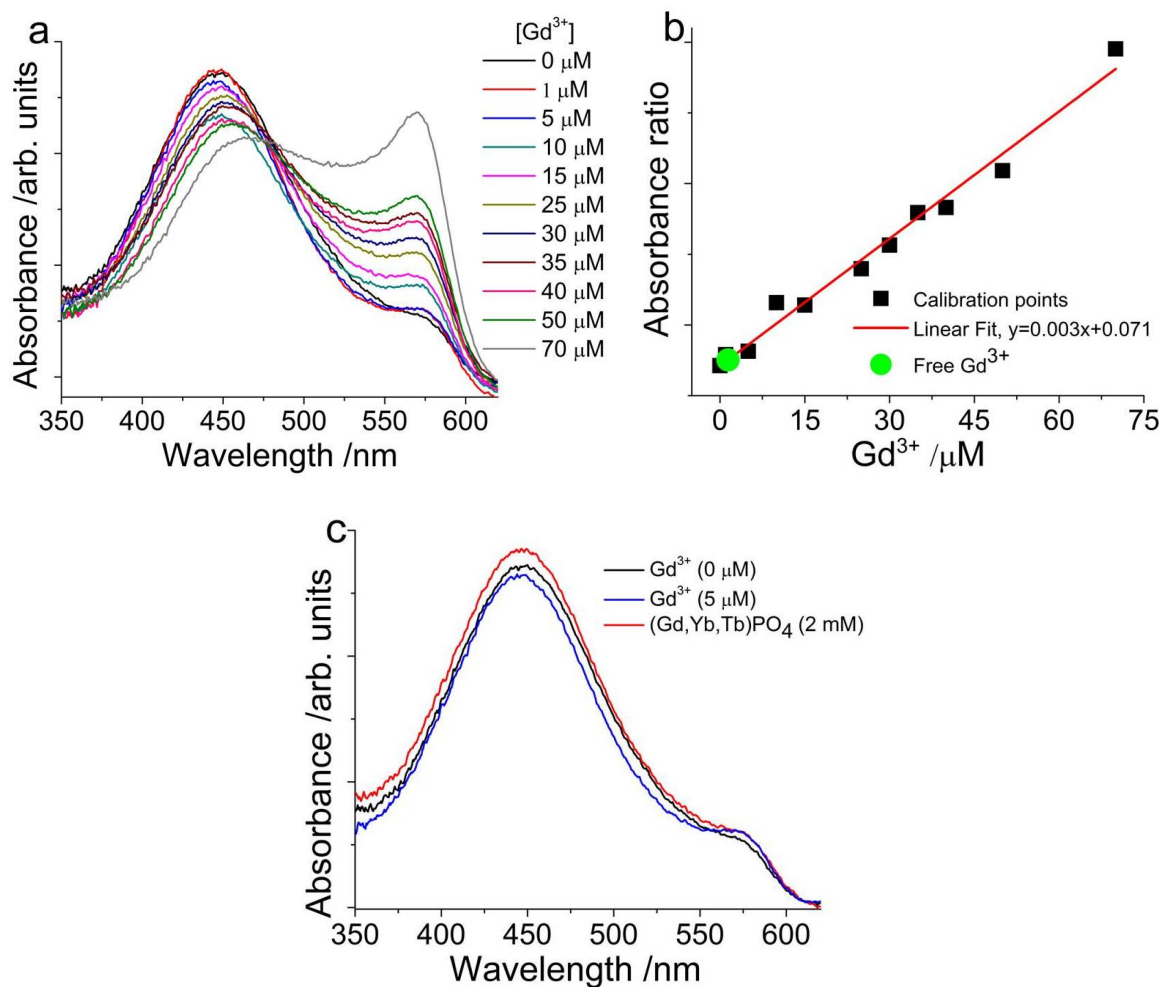 a
[Gd³⁺]
0 μM
1 μM
5 μM
10 μM
15 μM
25 μM
30 μM
35 μM
40 μM
50 μM
70 μM
Absorbance /arb. units
350 400 450 500 550 600
Wavelength /nm
b
Absorbance ratio
Calibration points
Linear Fit, y=0.003x+0.071
Free Gd³⁺
0 15 30 45 60 75
Gd³⁺ /μM
c
Gd³⁺ (0 μM)
Gd³⁺ (5 μM)
(Gd,Yb,Tb)PO₄ (2 mM)
Absorbance /arb. units
350 400 450 500 550 600
Wavelength /nm